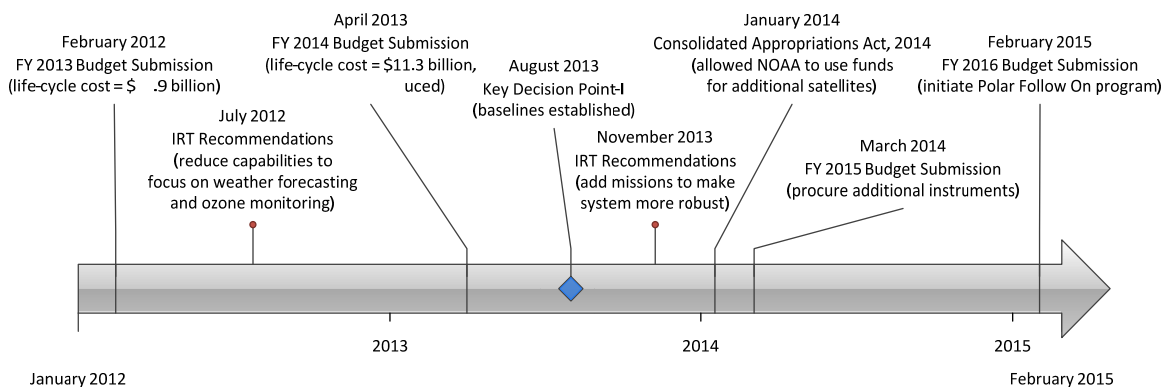 February 2012
FY 2013 Budget Submission
(life-cycle cost = $ .9 billion)
July 2012
IRT Recommendations
(reduce capabilities to
focus on weather forecasting
and ozone monitoring)
April 2013
FY 2014 Budget Submission
(life-cycle cost = $11.3 billion,
uced)
August 2013
Key Decision Point-I
(baselines established)
November 2013
IRT Recommendations
(add missions to make
system more robust)
January 2014
Consolidated Appropriations Act, 2014
(allowed NOAA to use funds
for additional satellites)
March 2014
FY 2015 Budget Submission
(procure additional instruments)
February 2015
FY 2016 Budget Submission
(initiate Polar Follow On program)
2013
2014
2015
January 2012
February 2015